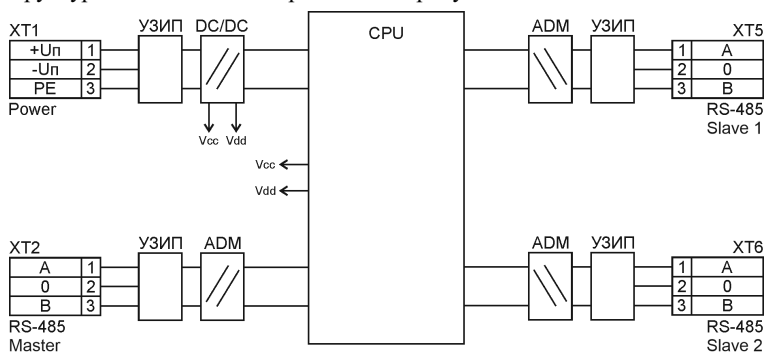 УЗИП DC/DC CPU ADM УЗИП
XT1 XT5
+Uп 1 1 A
-Uп 2 2 0
PE 3 3 B
Power RS-485
Slave 1
Vcc Vdd
Vcc
Vdd
УЗИП ADM ADM УЗИП
XT2 XT6
A 1 1 A
0 2 2 0
B 3 3 B
RS-485 RS-485
Master Slave 2